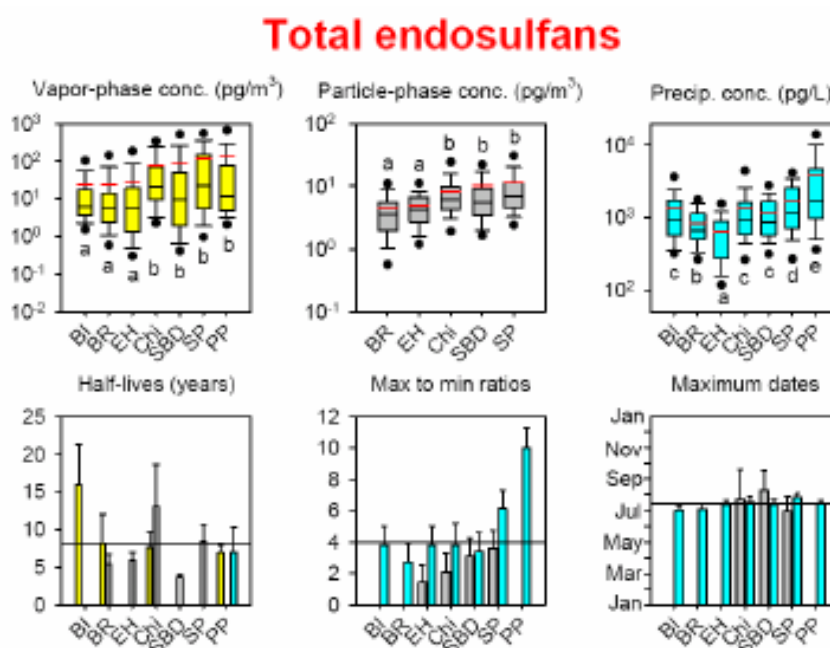 Total endosulfans
Vapor-phase conc. (pg/m³) Particle-phase conc. (pg/m³) Precip. conc. (pg/L)
10³ 10² 10¹ 10⁰ 10⁻¹ 10⁻²
a a a b b b b
Bi BR EH Chi SBD SP PP
10² 10¹ 10⁰ 10⁻¹
a a b b b
BR EH Chi SBD SP
10⁴ 10³ 10²
c b a c c d e
Bi BR EH Chi SBD SP PP
Half-lives (years) Max to min ratios Maximum dates
25 20 15 10 5 0
Bi BR EH Chi SBD SP PP
12 10 8 6 4 2 0
Bi BR EH Chi SBD SP PP
Jan Nov Sep Jul May Mar Jan
Bi BR EH Chi SBD SP PP